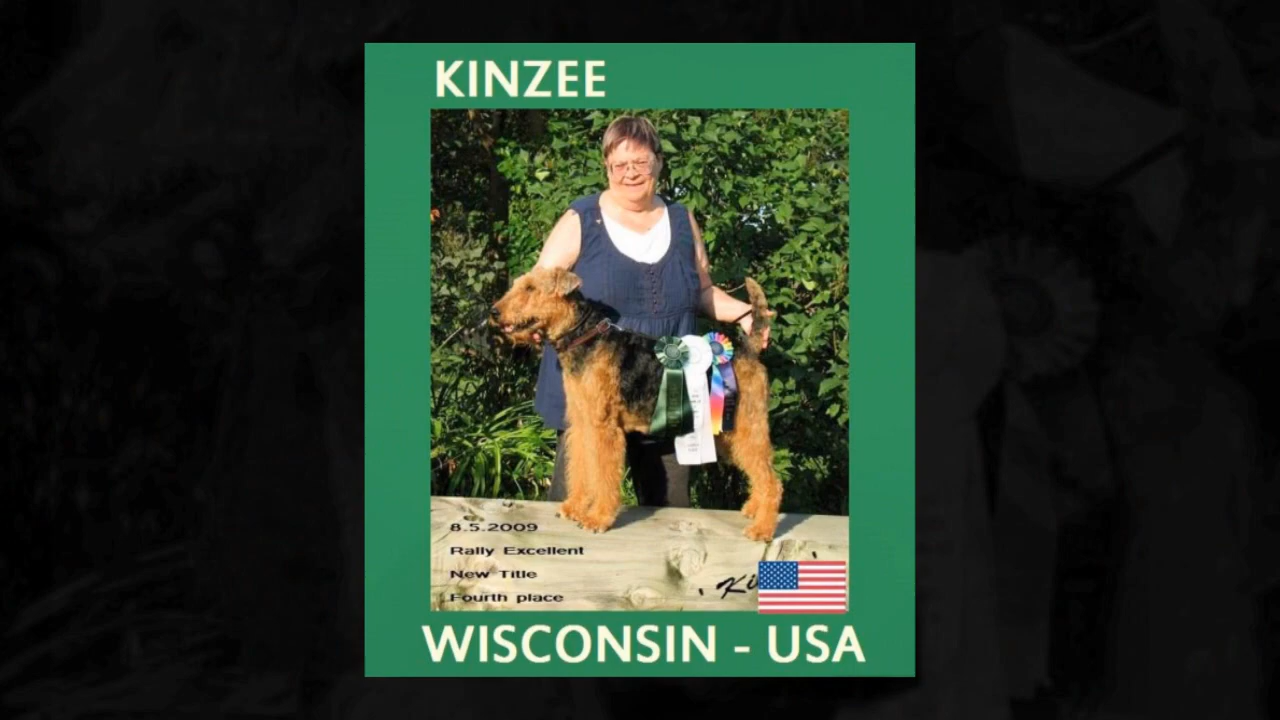 KINZEE
8.5.2009
Rally Excellent
New Title
Fourth place
WISCONSIN - USA